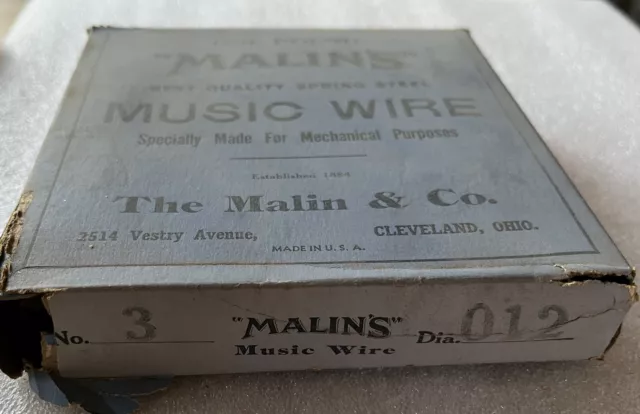 "MALIN'S"
BEST QUALITY SPRING STEEL
MUSIC WIRE
Specially Made For Mechanical Purposes
Established 1884
The Malin & Co.
2514 Vestry Avenue, CLEVELAND, OHIO.
MADE IN U. S. A.
No. 3 "MALIN'S" Dia. 012
Music Wire